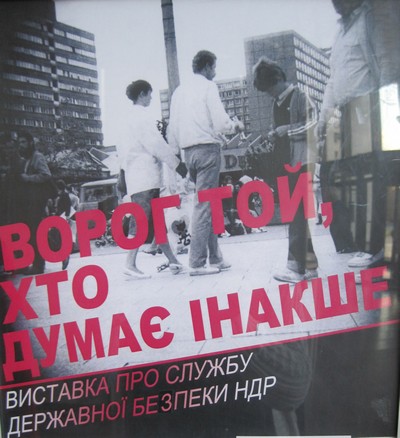 ВОРОГ ТОЙ,
ХТО
ДУМАЄ ІНАКШЕ
ВИСТАВКА ПРО СЛУЖБУ
ДЕРЖАВНОЇ БЕЗПЕКИ НДР